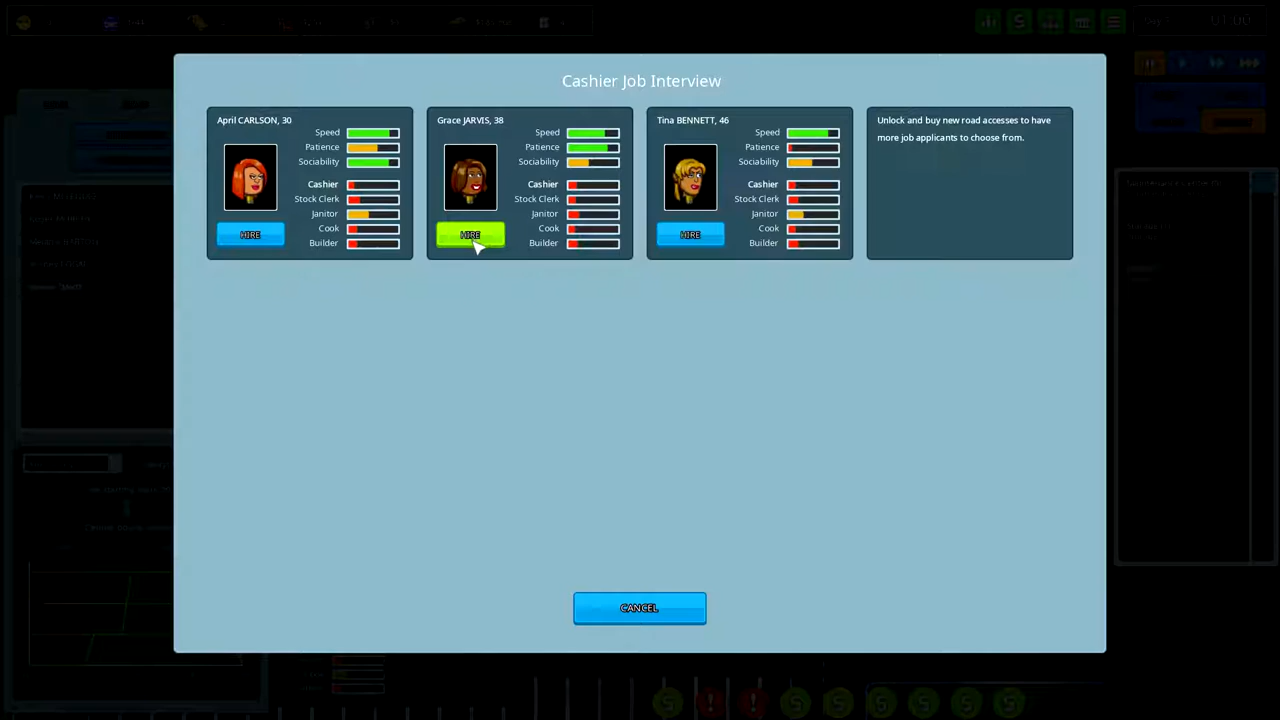 Cashier Job Interview
April CARLSON, 30
Speed
Patience
Sociability
Cashier
Stock Clerk
Janitor
Cook
Builder
HIRE
Grace JARVIS, 38
Speed
Patience
Sociability
Cashier
Stock Clerk
Janitor
Cook
Builder
HIRE
Tina BENNETT, 46
Speed
Patience
Sociability
Cashier
Stock Clerk
Janitor
Cook
Builder
HIRE
Unlock and buy new road accesses to have
more job applicants to choose from.
CANCEL